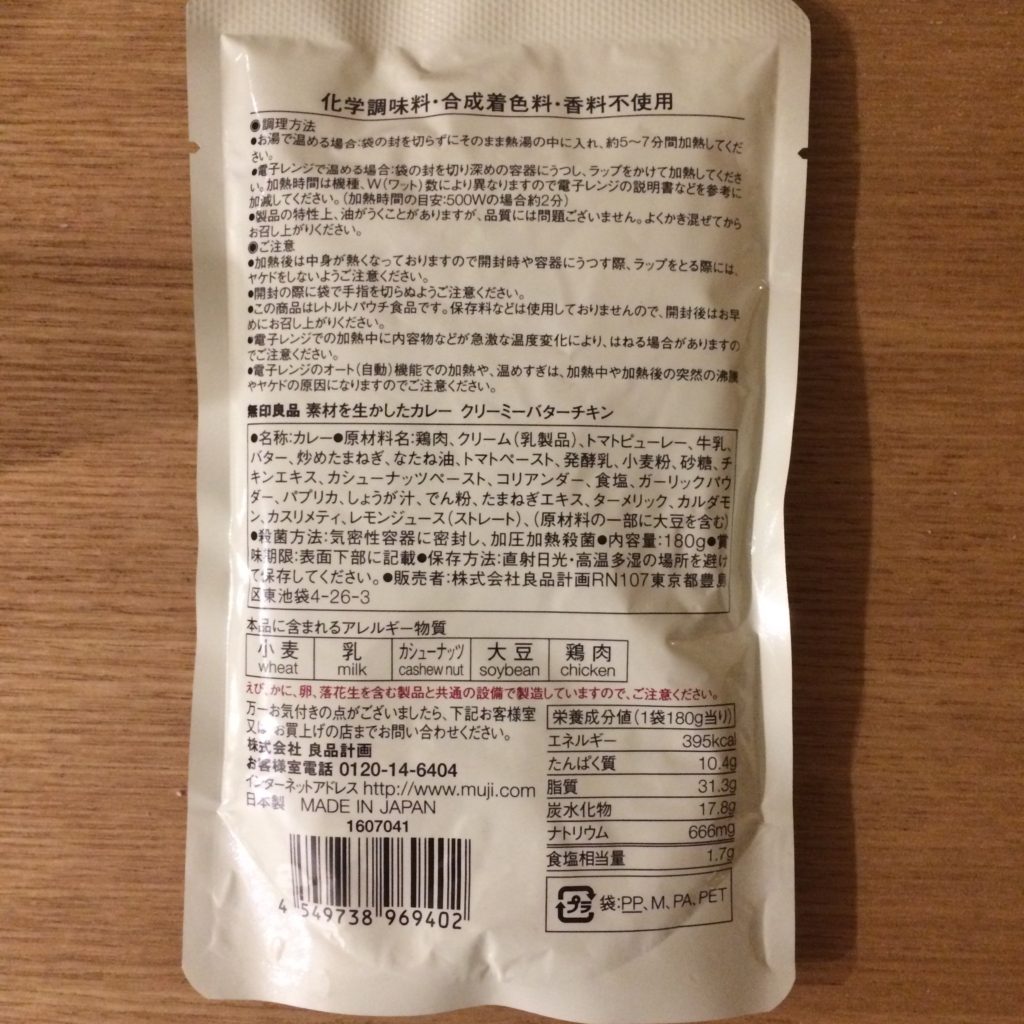 化学調味料・合成着色料・香料不使用
◉調理方法
●お湯で温める場合:袋の封を切らずにそのまま熱湯の中に入れ、約5〜7分間加熱してくだ
さい。
●電子レンジで温める場合:袋の封を切り深めの容器にうつし、ラップをかけて加熱してくださ
い。加熱時間は機種、W(ワット)数により異なりますので電子レンジの説明書などを参考に
加減してください。(加熱時間の目安:500Wの場合約2分)
●製品の特性上、油がうくことがありますが、品質には問題ございません。よくかき混ぜてから
お召し上がりください。
◉ご注意
●加熱後は中身が熱くなっておりますので開封時や容器にうつす際、ラップをとる際には、
ヤケドをしないようご注意ください。
●開封の際に袋で手指を切らぬようご注意ください。
●この商品はレトルトパウチ食品です。保存料などは使用しておりませんので、開封後はお早
めにお召し上がりください。
●電子レンジでの加熱中に内容物などが急激な温度変化により、はねる場合がありますの
でご注意ください。
●電子レンジのオート(自動)機能での加熱や、温めすぎは、加熱中や加熱後の突然の沸騰
やヤケドの原因になりますのでご注意ください。
無印良品 素材を生かしたカレー クリーミーバターチキン
●名称:カレー●原材料名:鶏肉、クリーム(乳製品)、トマトピューレー、牛乳、
バター、炒めたまねぎ、なたね油、トマトペースト、発酵乳、小麦粉、砂糖、チ
キンエキス、カシューナッツペースト、コリアンダー、食塩、ガーリックパウ
ダー、パプリカ、しょうが汁、でん粉、たまねぎエキス、ターメリック、カルダモ
ン、カスリメティ、レモンジュース(ストレート)、(原材料の一部に大豆を含む)
●殺菌方法:気密性容器に密封し、加圧加熱殺菌●内容量:180g●賞
味期限:表面下部に記載●保存方法:直射日光・高温多湿の場所を避け
て保存してください。●販売者:株式会社良品計画RN107東京都豊島
区東池袋4-26-3
本品に含まれるアレルギー物質
小麦 乳 カシューナッツ 大豆 鶏肉
wheat milk cashew nut soybean chicken
えび、かに、卵、落花生を含む製品と共通の設備で製造していますので、ご注意ください。
万一お気付きの点がございましたら、下記お客様室
又はお買上げの店までお問い合わせください。
株式会社 良品計画
お客様室電話 0120-14-6404
インターネットアドレス http://www.muji.com
日本製 MADE IN JAPAN
1607041
4 549738 969402
栄養成分値(1袋180g当り)
エネルギー 395kcal
たんぱく質 10.4g
脂質 31.3g
炭水化物 17.8g
ナトリウム 666mg
食塩相当量 1.7g
プラ 袋:PP、M、PA、PET